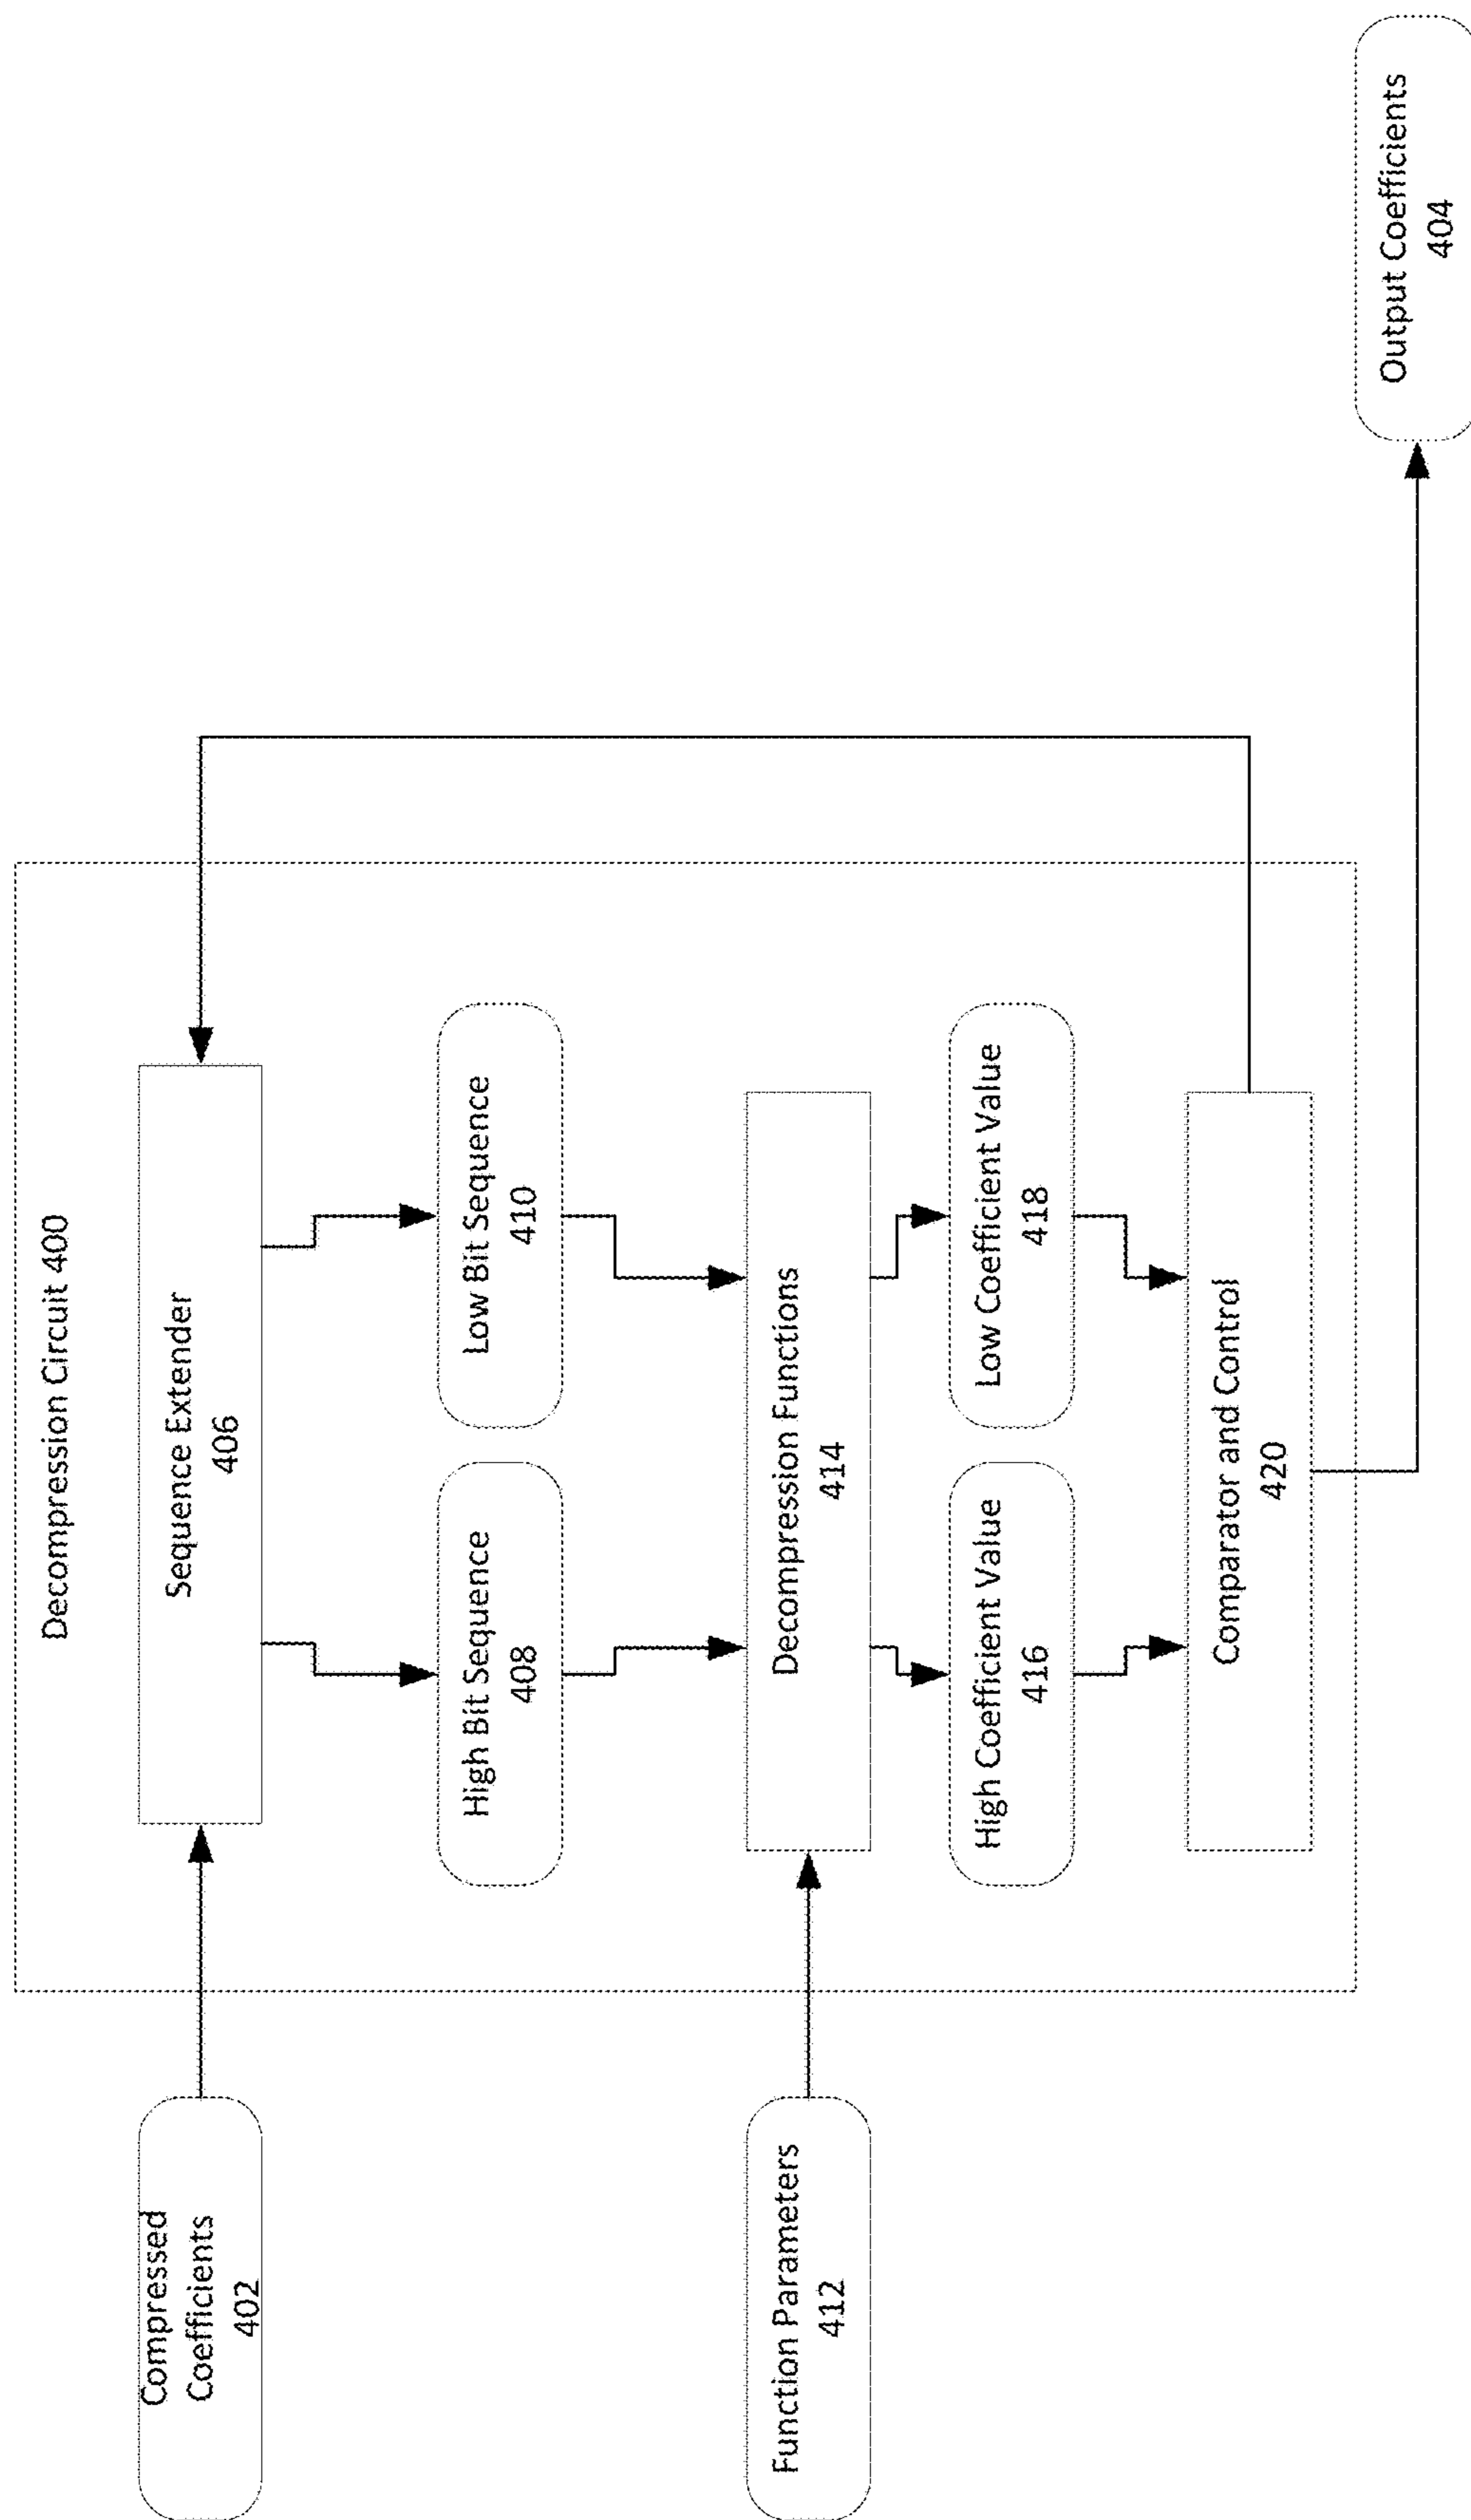 Decompression Circuit 400
Compressed
Coefficients
402
Sequence Extender
406
High Bit Sequence
408
Low Bit Sequence
410
Function Parameters
412
Decompression Functions
414
High Coefficient Value
416
Low Coefficient Value
418
Comparator and Control
420
Output Coefficients
404